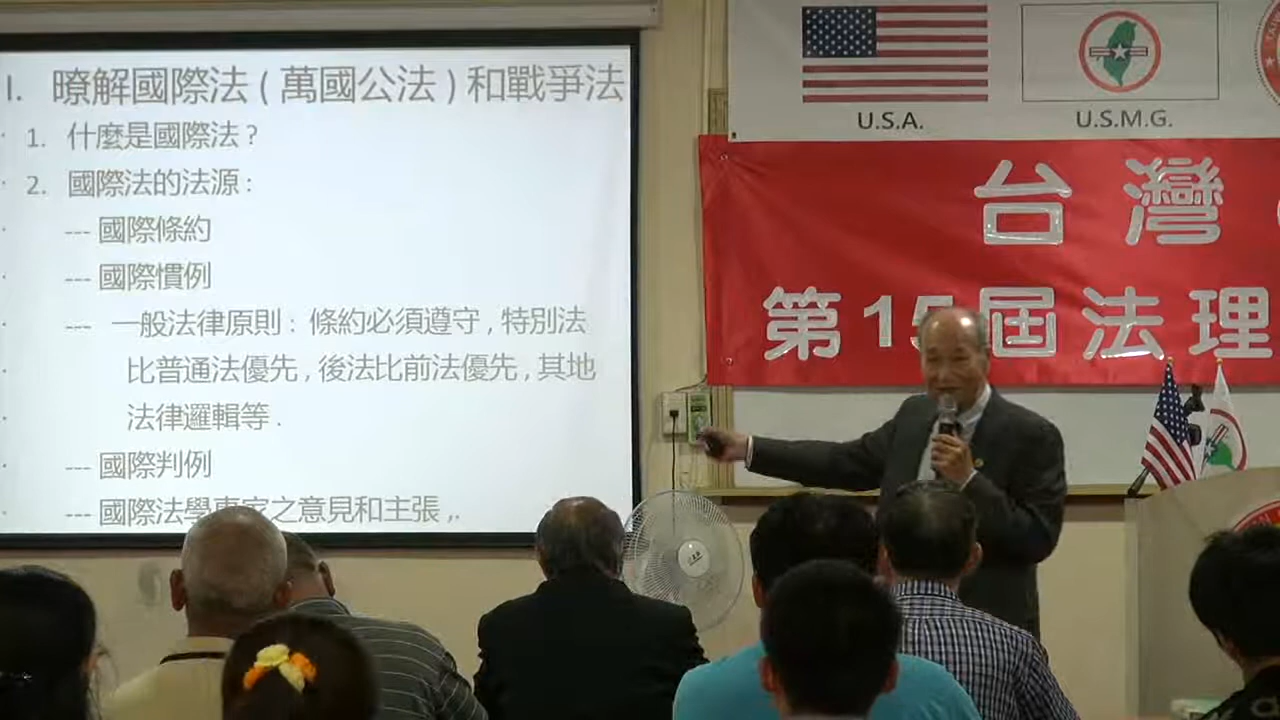 I. 瞭解國際法 ( 萬國公法 ) 和戰爭法
1. 什麼是國際法 ?
2. 國際法的法源 :
--- 國際條約
--- 國際慣例
--- 一般法律原則 : 條約必須遵守 , 特別法
比普通法優先 , 後法比前法優先 , 其地
法律邏輯等 .
--- 國際判例
--- 國際法學專家之意見和主張 ,.
U.S.A.
U.S.M.G.
台灣
第15屆法理